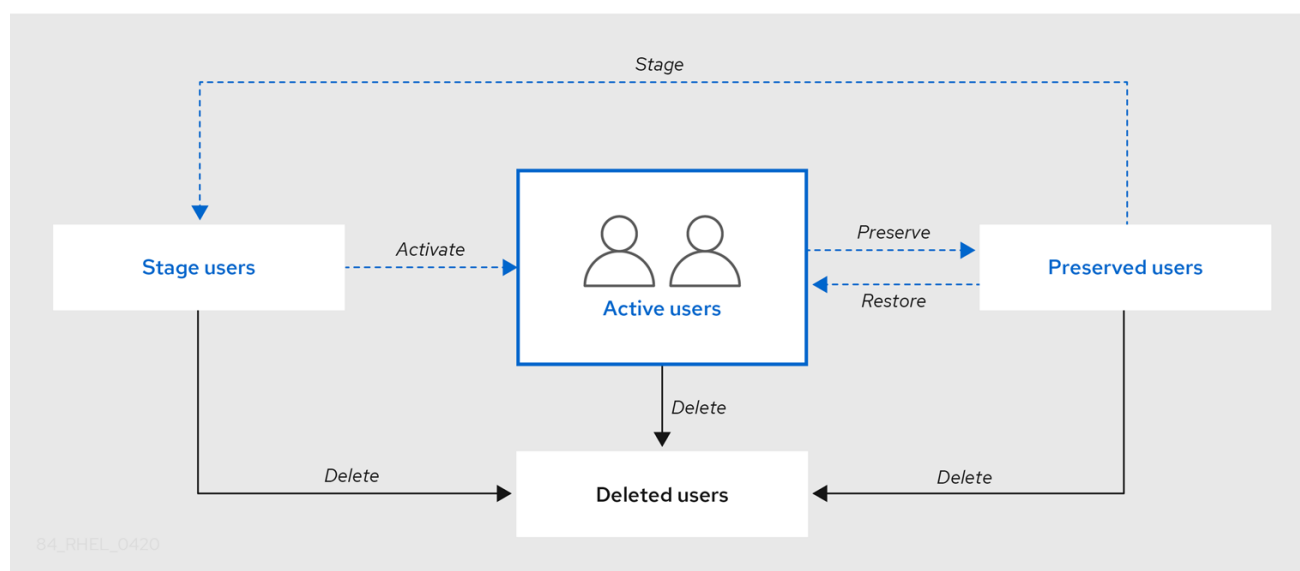 Stage
Activate
Preserve
Stage users
Preserved users
Restore
Active users
Delete
Delete
Delete
Deleted users
84_RHEL_0420